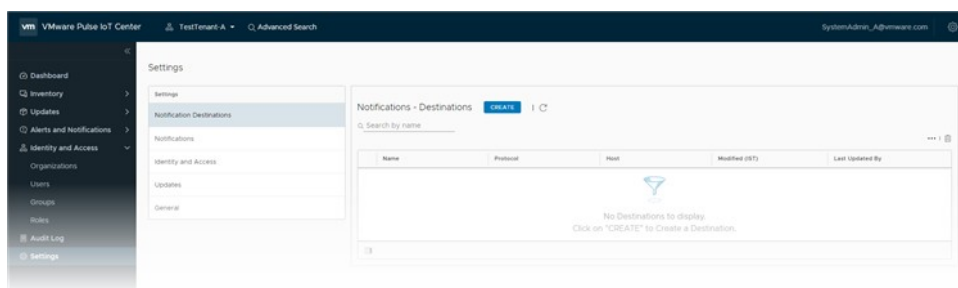 vm VMware Pulse IoT Center TestTenant-A Advanced Search SystemAdmin_A@vmware.com
Dashboard
Inventory
Updates
Alerts and Notifications
Identity and Access
Organizations
Users
Groups
Roles
Audit Log
Settings
Settings
Settings
Notification Destinations
Notifications
Identity and Access
Updates
General
Notifications - Destinations CREATE
Search by name
Name Protocol Host Modified (IST) Last Updated By
No Destinations to display.
Click on "CREATE" to Create a Destination.